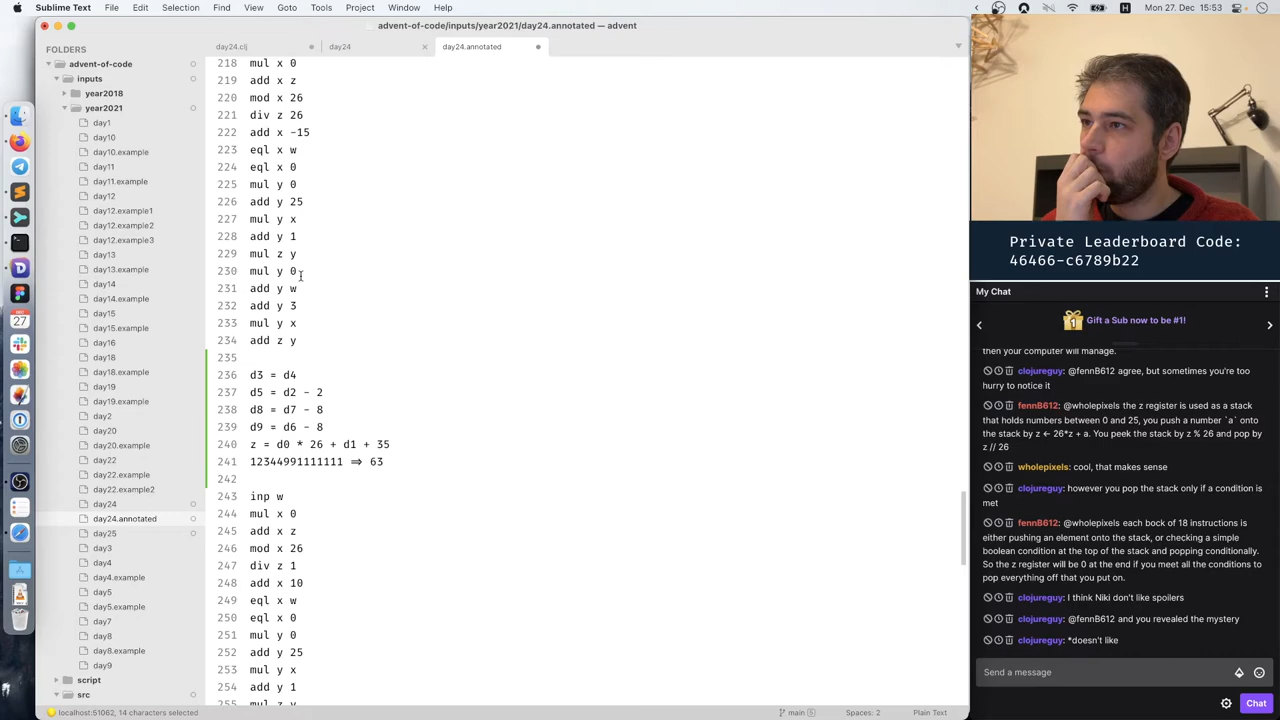 Sublime Text File Edit Selection Find View Goto Tools Project Window Help
Mon 27. Dec 15:53
advent-of-code/inputs/year2021/day24.annotated — advent
FOLDERS
advent-of-code
inputs
year2018
year2021
day1
day10
day10.example
day11
day11.example
day12
day12.example1
day12.example2
day12.example3
day13
day13.example
day14
day14.example
day15
day15.example
day16
day18
day18.example
day19
day19.example
day2
day20
day20.example
day22
day22.example
day22.example2
day24
day24.annotated
day25
day3
day4
day4.example
day5
day5.example
day7
day8
day8.example
day9
script
src
day24.clj
day24
day24.annotated
218 mul x 0
219 add x z
220 mod x 26
221 div z 26
222 add x -15
223 eql x w
224 eql x 0
225 mul y 0
226 add y 25
227 mul y x
228 add y 1
229 mul z y
230 mul y 0
231 add y w
232 add y 3
233 mul y x
234 add z y
235
236 d3 = d4
237 d5 = d2 - 2
238 d8 = d7 - 8
239 d9 = d6 - 8
240 z = d0 * 26 + d1 + 35
241 12344991111111 => 63
242
243 inp w
244 mul x 0
245 add x z
246 mod x 26
247 div z 1
248 add x 10
249 eql x w
250 eql x 0
251 mul y 0
252 add y 25
253 mul y x
254 add y 1
255 mul z y
localhost:51062, 14 characters selected
main 5
Spaces: 2
Plain Text
DEC
27
Private Leaderboard Code:
46466-c6789b22
My Chat
1
Gift a Sub now to be #1!
then your computer will manage.
clojureguy: @fennB612 agree, but sometimes you're too
hurry to notice it
fennB612: @wholepixels the z register is used as a stack
that holds numbers between 0 and 25, you push a number `a` onto
the stack by z ← 26*z + a. You peek the stack by z % 26 and pop by
z // 26
wholepixels: cool, that makes sense
clojureguy: however you pop the stack only if a condition is
met
fennB612: @wholepixels each bock of 18 instructions is
either pushing an element onto the stack, or checking a simple
boolean condition at the top of the stack and popping conditionally.
So the z register will be 0 at the end if you meet all the conditions to
pop everything off that you put on.
clojureguy: I think Niki don't like spoilers
clojureguy: @fennB612 and you revealed the mystery
clojureguy: *doesn't like
Send a message
Chat